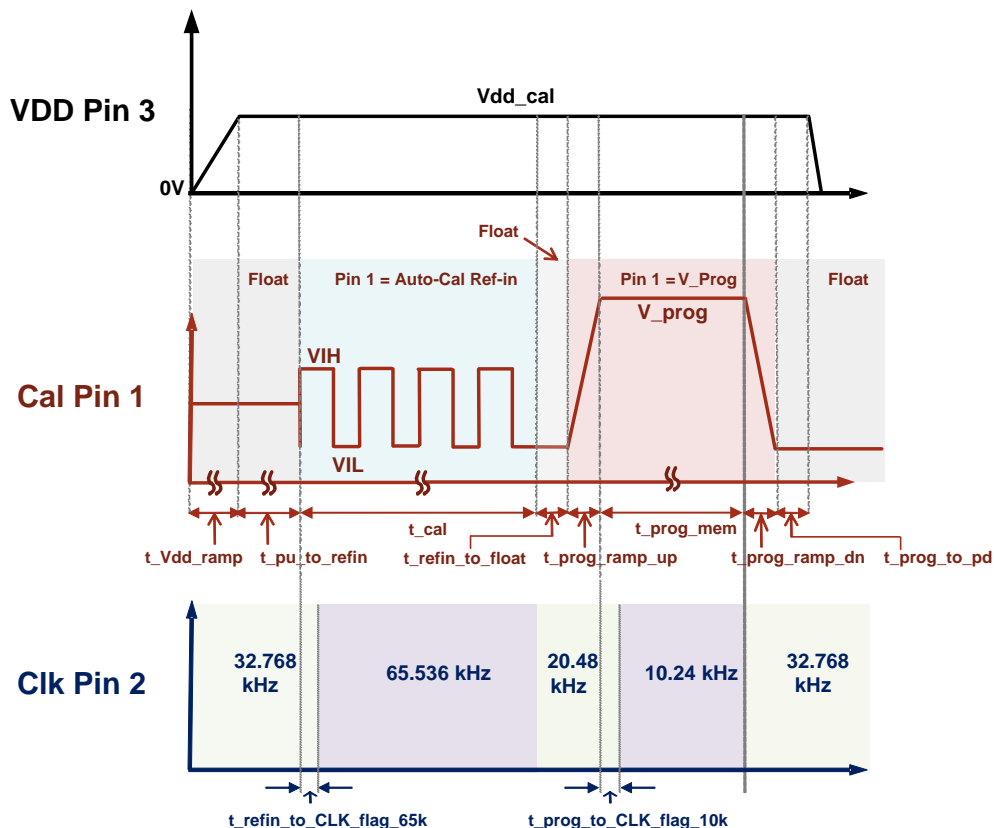 VDD Pin 3
Vdd_cal
0V
Float
Float
Pin 1 = Auto-Cal Ref-in
Pin 1 = V_Prog
Float
V_prog
VIH
Cal Pin 1
VIL
t_cal
t_prog_mem
t_Vdd_ramp
t_pu_to_refin
t_refin_to_float
t_prog_ramp_up
t_prog_ramp_dn
t_prog_to_pd
Clk Pin 2
32.768
kHz
65.536 kHz
20.48
kHz
10.24 kHz
32.768
kHz
t_refin_to_CLK_flag_65k
t_prog_to_CLK_flag_10k